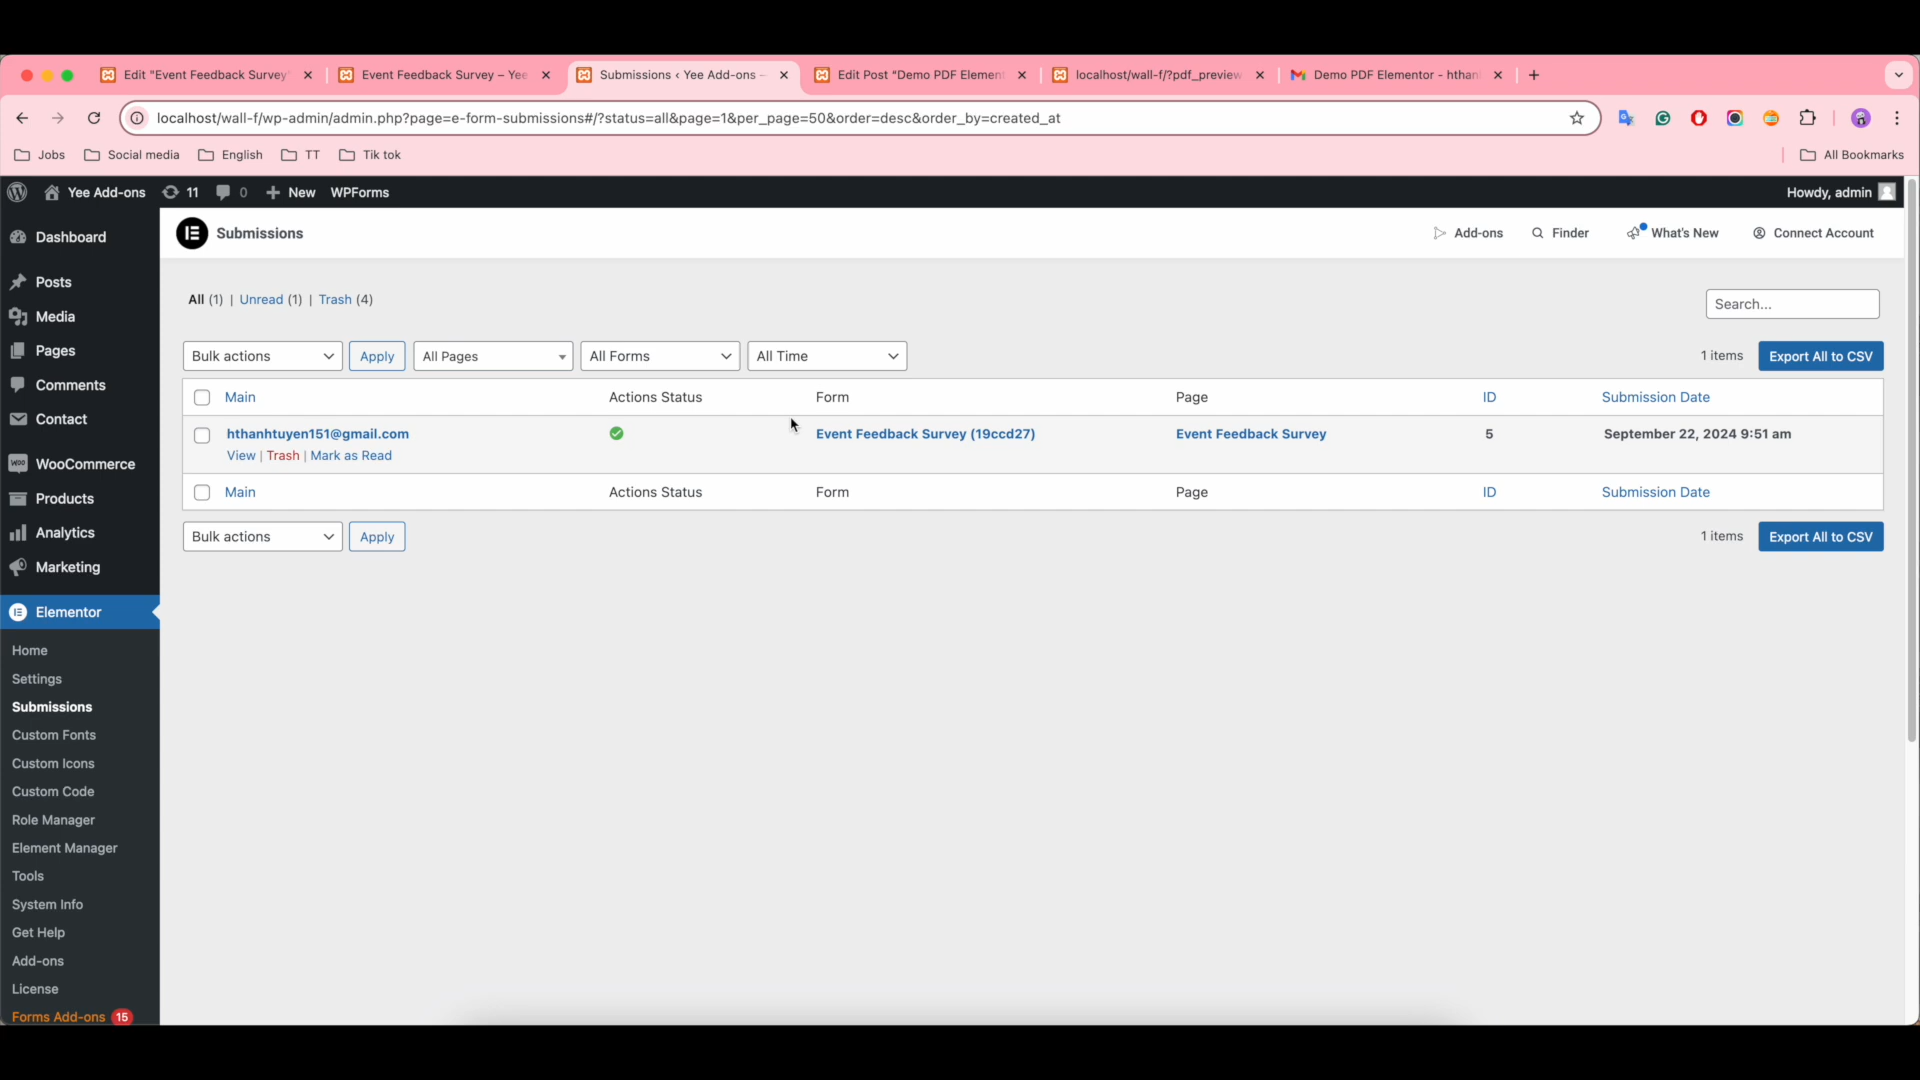 Edit "Event Feedback Survey"
Event Feedback Survey – Yee
Submissions ‹ Yee Add-ons –
Edit Post "Demo PDF Elemen
localhost/wall-f/?pdf_preview
Demo PDF Elementor - hthan
localhost/wall-f/wp-admin/admin.php?page=e-form-submissions#/?status=all&page=1&per_page=50&order=desc&order_by=created_at
Jobs
Social media
English
TT
Tik tok
All Bookmarks
Yee Add-ons
11
0
New
WPForms
Howdy, admin
Dashboard
Posts
Media
Pages
Comments
Contact
WooCommerce
Products
Analytics
Marketing
Elementor
Home
Settings
Submissions
Custom Fonts
Custom Icons
Custom Code
Role Manager
Element Manager
Tools
System Info
Get Help
Add-ons
License
Forms Add-ons 15
Submissions
Add-ons
Finder
What's New
Connect Account
All (1) | Unread (1) | Trash (4)
Search...
Bulk actions
Apply
All Pages
All Forms
All Time
1 items
Export All to CSV
Main Actions Status Form Page ID Submission Date
hthanhtuyen151@gmail.com Event Feedback Survey (19ccd27) Event Feedback Survey 5 September 22, 2024 9:51 am
View | Trash | Mark as Read
Main Actions Status Form Page ID Submission Date
Bulk actions
Apply
1 items
Export All to CSV